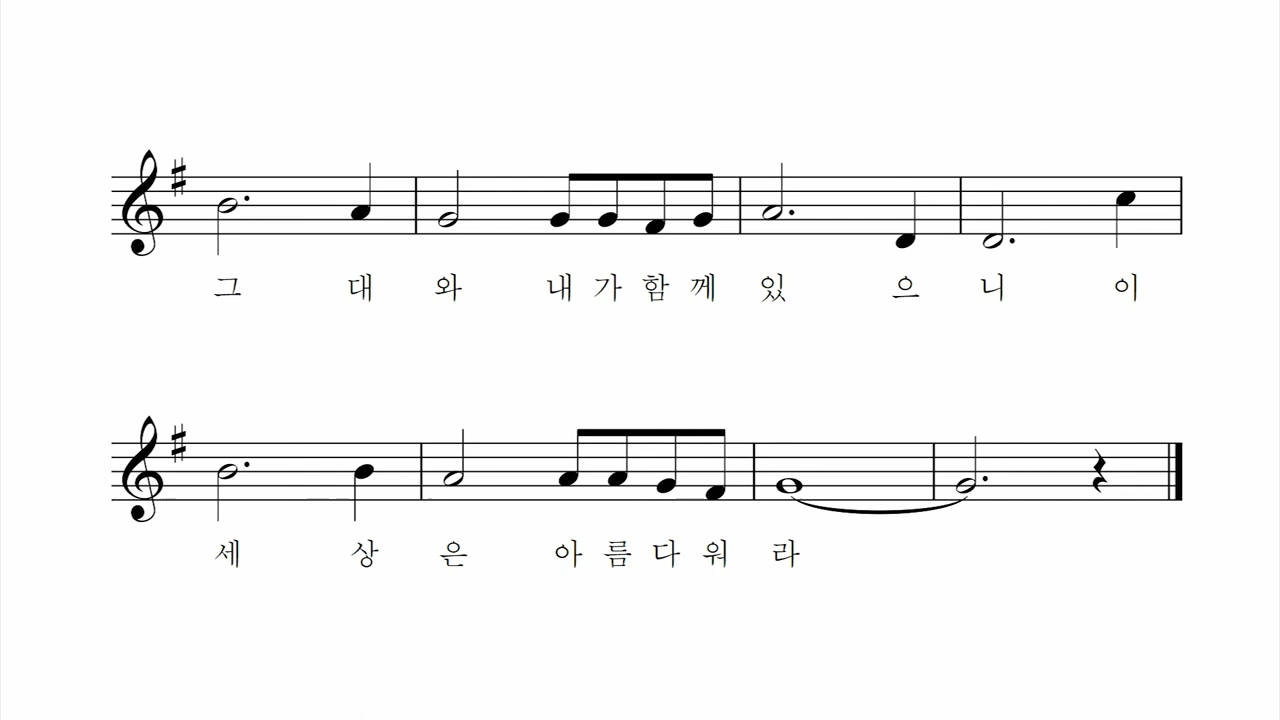 그 대 와 내 가 함 께 있 으 니 이
세 상 은 아 름 다 워 라